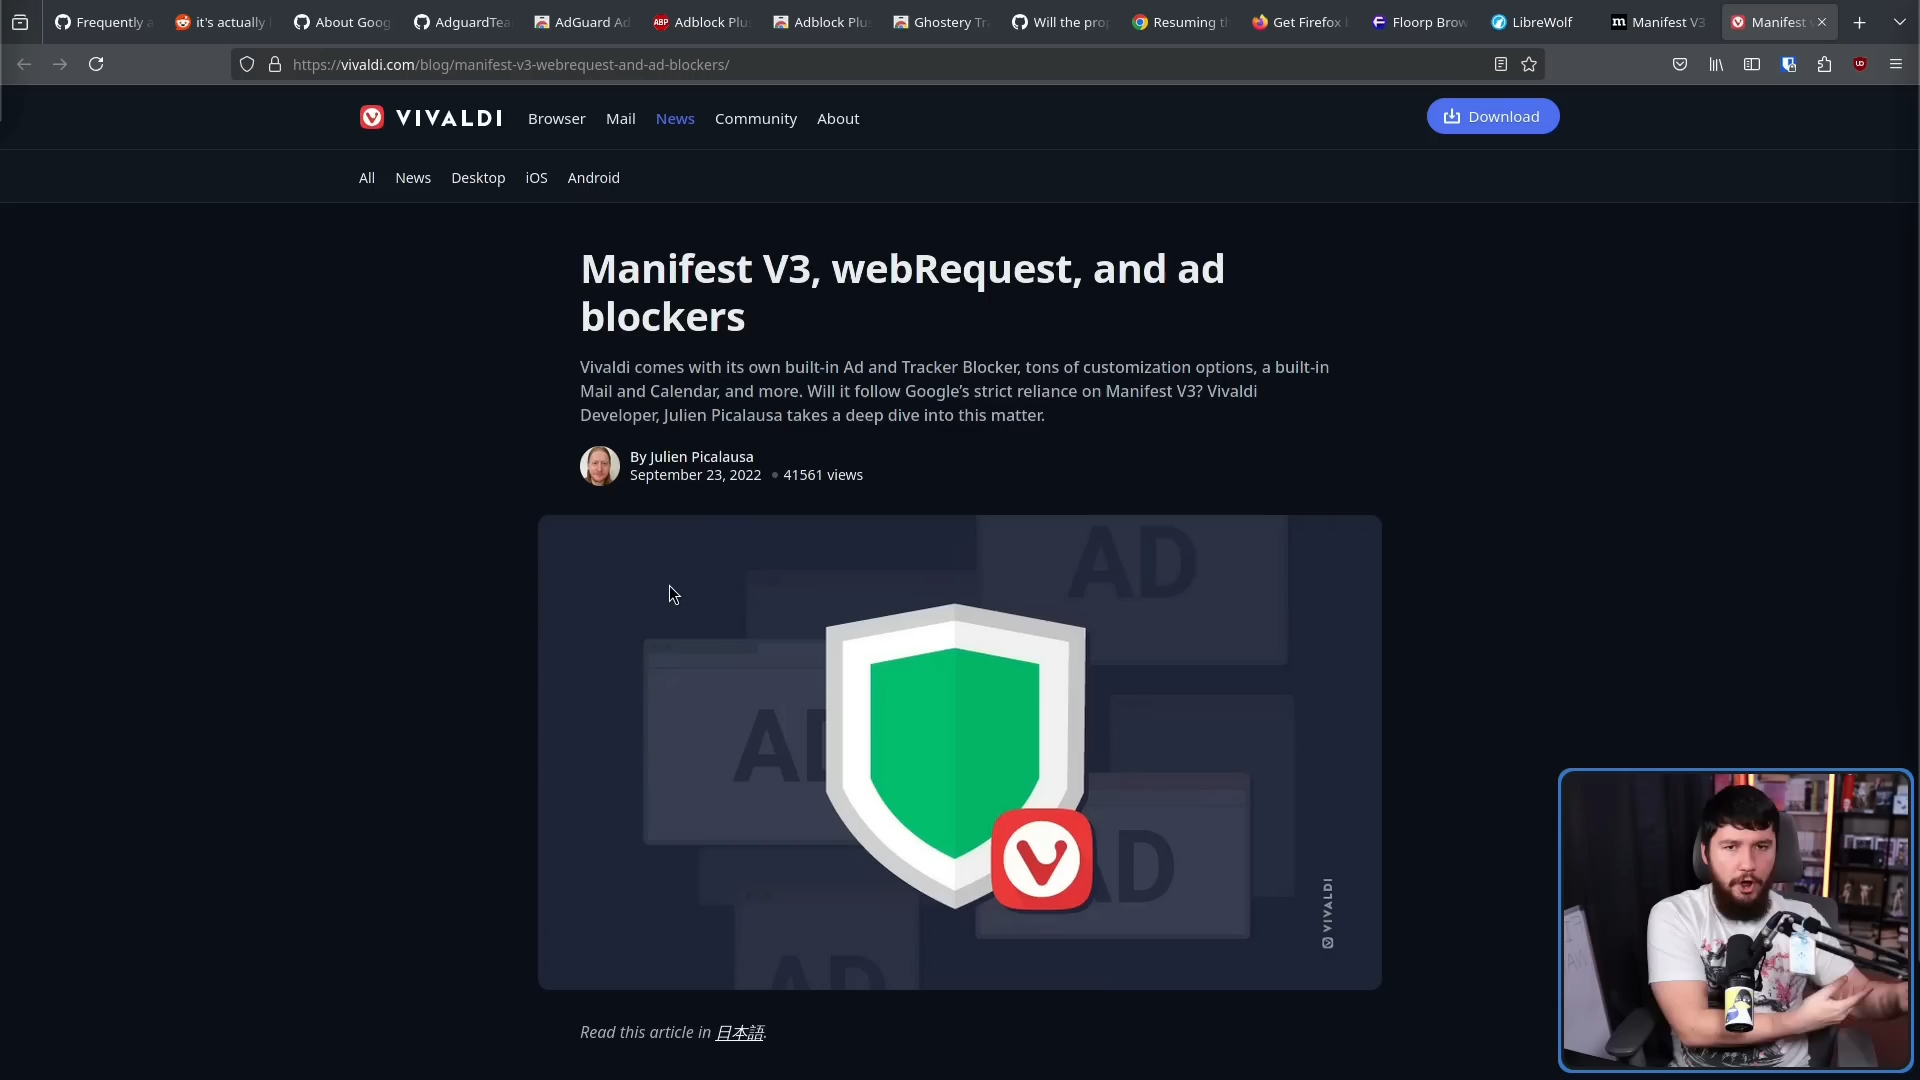 Frequently a
it's actually
About Goog
AdguardTea
AdGuard Ad
ABP
Adblock Plu
Adblock Plu
Ghostery Tr
Will the prop
Resuming th
Get Firefox
Floorp Brow
LibreWolf
Manifest V3
Manifest
https://vivaldi.com/blog/manifest-v3-webrequest-and-ad-blockers/
VIVALDI
Browser
Mail
News
Community
About
Download
All
News
Desktop
iOS
Android
Manifest V3, webRequest, and ad
blockers
Vivaldi comes with its own built-in Ad and Tracker Blocker, tons of customization options, a built-in
Mail and Calendar, and more. Will it follow Google’s strict reliance on Manifest V3? Vivaldi
Developer, Julien Picalausa takes a deep dive into this matter.
By Julien Picalausa
September 23, 2022 • 41561 views
AD
AD
AD
AD
VIVALDI
Read this article in 日本語.